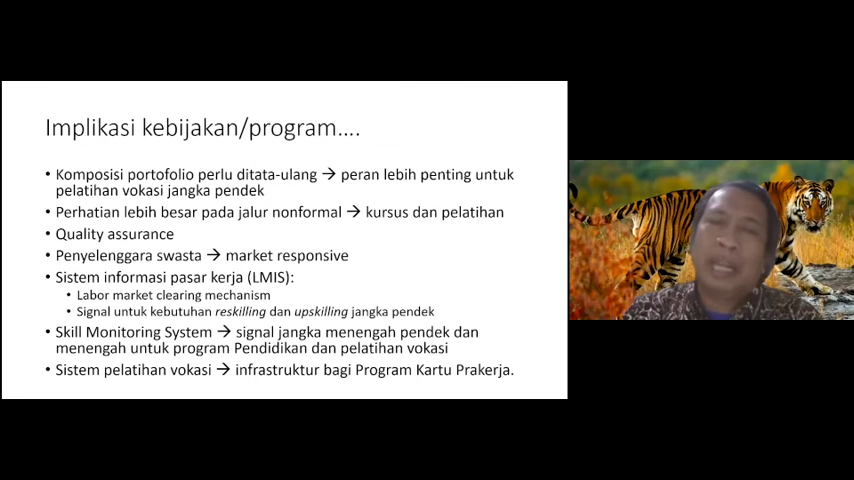 Implikasi kebijakan/program....
• Komposisi portofolio perlu ditata-ulang → peran lebih penting untuk
pelatihan vokasi jangka pendek
• Perhatian lebih besar pada jalur nonformal → kursus dan pelatihan
• Quality assurance
• Penyelenggara swasta → market responsive
• Sistem informasi pasar kerja (LMIS):
• Labor market clearing mechanism
• Signal untuk kebutuhan reskilling dan upskilling jangka pendek
• Skill Monitoring System → signal jangka menengah pendek dan
menengah untuk program Pendidikan dan pelatihan vokasi
• Sistem pelatihan vokasi → infrastruktur bagi Program Kartu Prakerja.